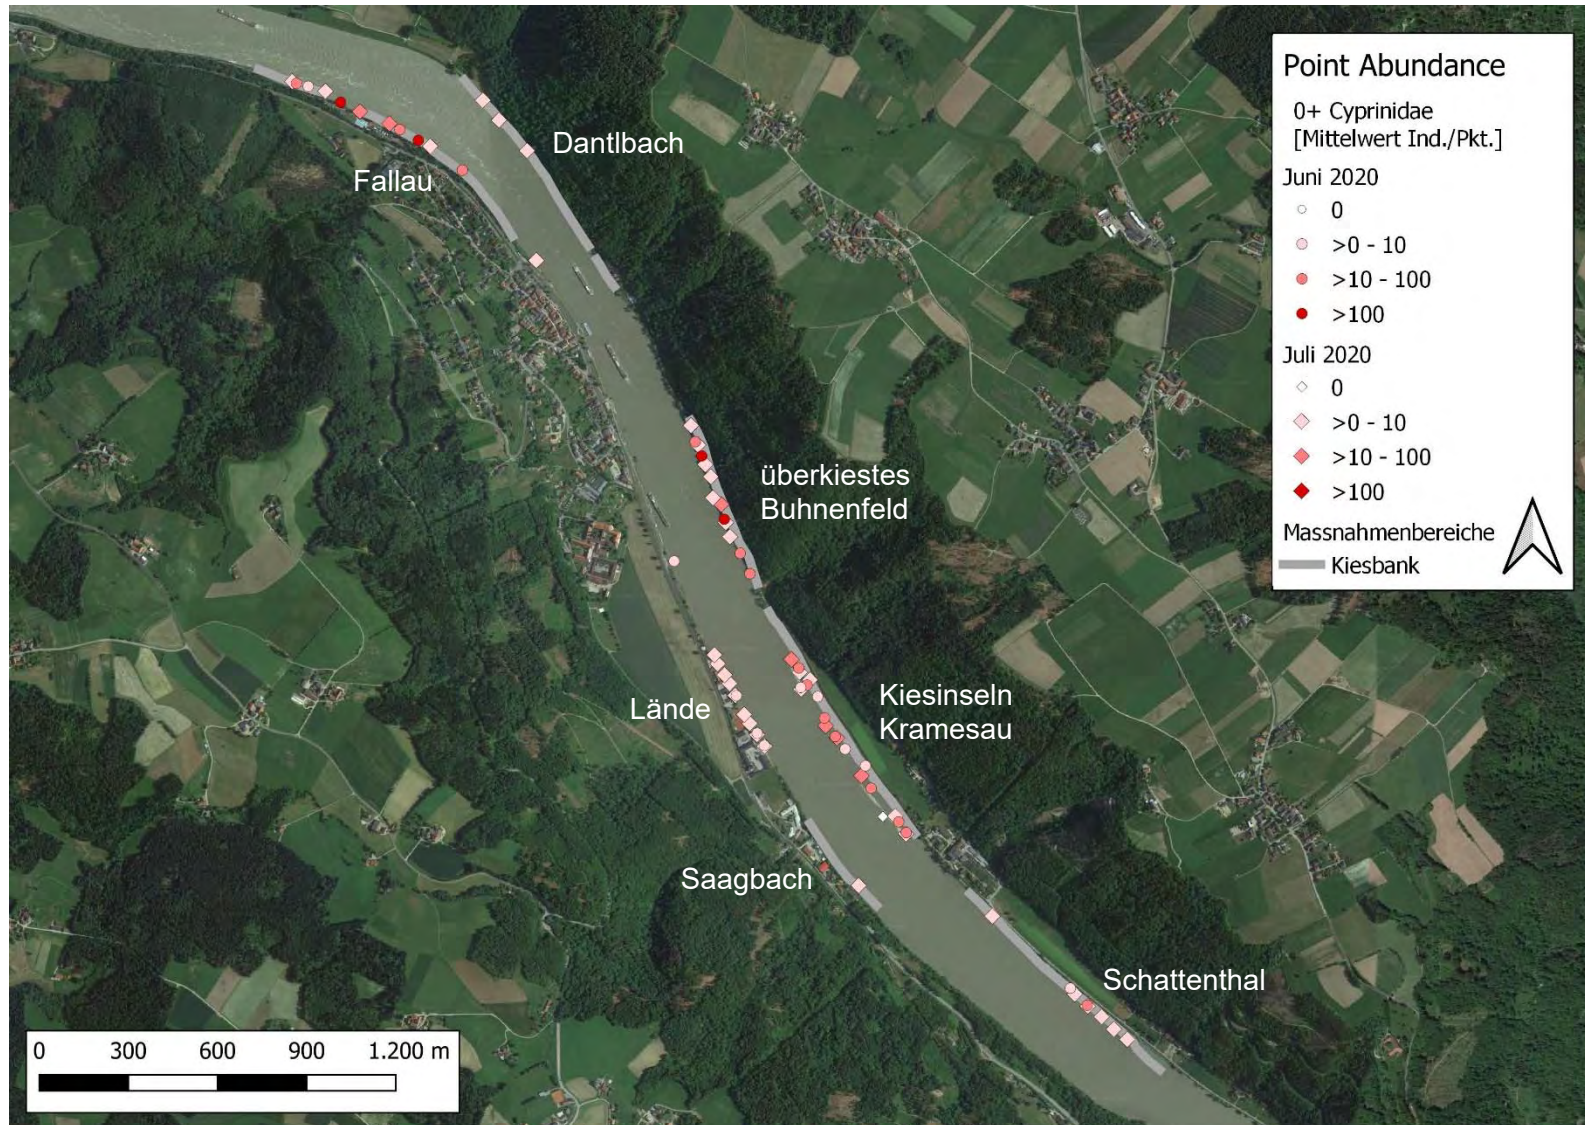 Point Abundance
0+ Cyprinidae
[Mittelwert Ind./Pkt.]
Juni 2020
0
>0 - 10
>10 - 100
>100
Juli 2020
0
>0 - 10
>10 - 100
>100
Massnahmenbereiche
Kiesbank
Dantlbach
Fallau
überkiestes
Buhnenfeld
Kiesinseln
Kramesau
Lände
Saagbach
Schattenthal
0 300 600 900 1.200 m